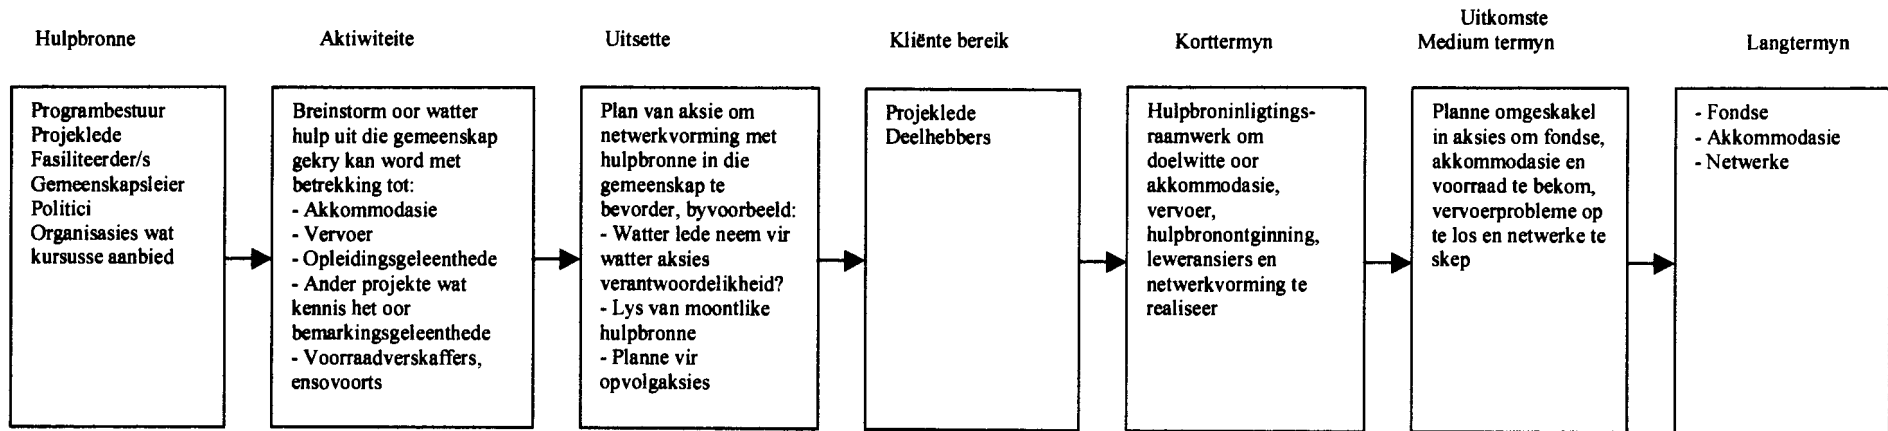 Hulpbronne
Aktiwiteite
Uitsette
Kliënte bereik
Korttermyn
Uitkomste
Medium termyn
Langtermyn
Programbestuur
Projeklede
Fasiliteerder/s
Gemeenskapsleier
Politici
Organisasies wat
kursusse aanbied
Breinstorm oor watter
hulp uit die gemeenskap
gekry kan word met
betrekking tot:
- Akkommodasie
- Vervoer
- Opleidingsgeleenthede
- Ander projekte wat
kennis het oor
bemarkingsgeleenthede
- Voorraadverskaffers,
ensovoorts
Plan van aksie om
netwerkvorming met
hulpbronne in die
gemeenskap te
bevorder, byvoorbeeld:
- Watter lede neem vir
watter aksies
verantwoordelikheid?
- Lys van moontlike
hulpbronne
- Planne vir
opvolgaksies
Projeklede
Deelhebbers
Hulpbroninligtings-
raamwerk om
doelwitte oor
akkommodasie,
vervoer,
hulpbronontginning,
leweransiers en
netwerkvorming te
realiseer
Planne omgeskakel
in aksies om fondse,
akkommodasie en
voorraad te bekom,
vervoerprobleme op
te los en netwerke te
skep
- Fondse
- Akkommodasie
- Netwerke